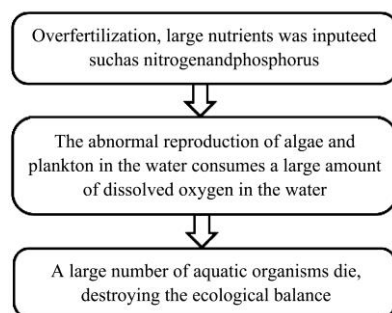 Overfertilization, large nutrients was inputeed
suchas nitrogenandphosphorus
The abnormal reproduction of algae and
plankton in the water consumes a large amount
of dissolved oxygen in the water
A large number of aquatic organisms die,
destroying the ecological balance